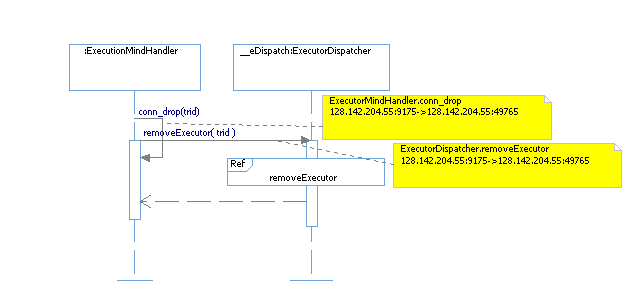 :ExecutionMindHandler
__eDispatch:ExecutorDispatcher
conn_drop(trid)
ExecutorMindHandler.conn_drop
128.142.204.55:9175->128.142.204.55:49765
removeExecutor( trid )
ExecutorDispatcher.removeExecutor
128.142.204.55:9175->128.142.204.55:49765
Ref
removeExecutor